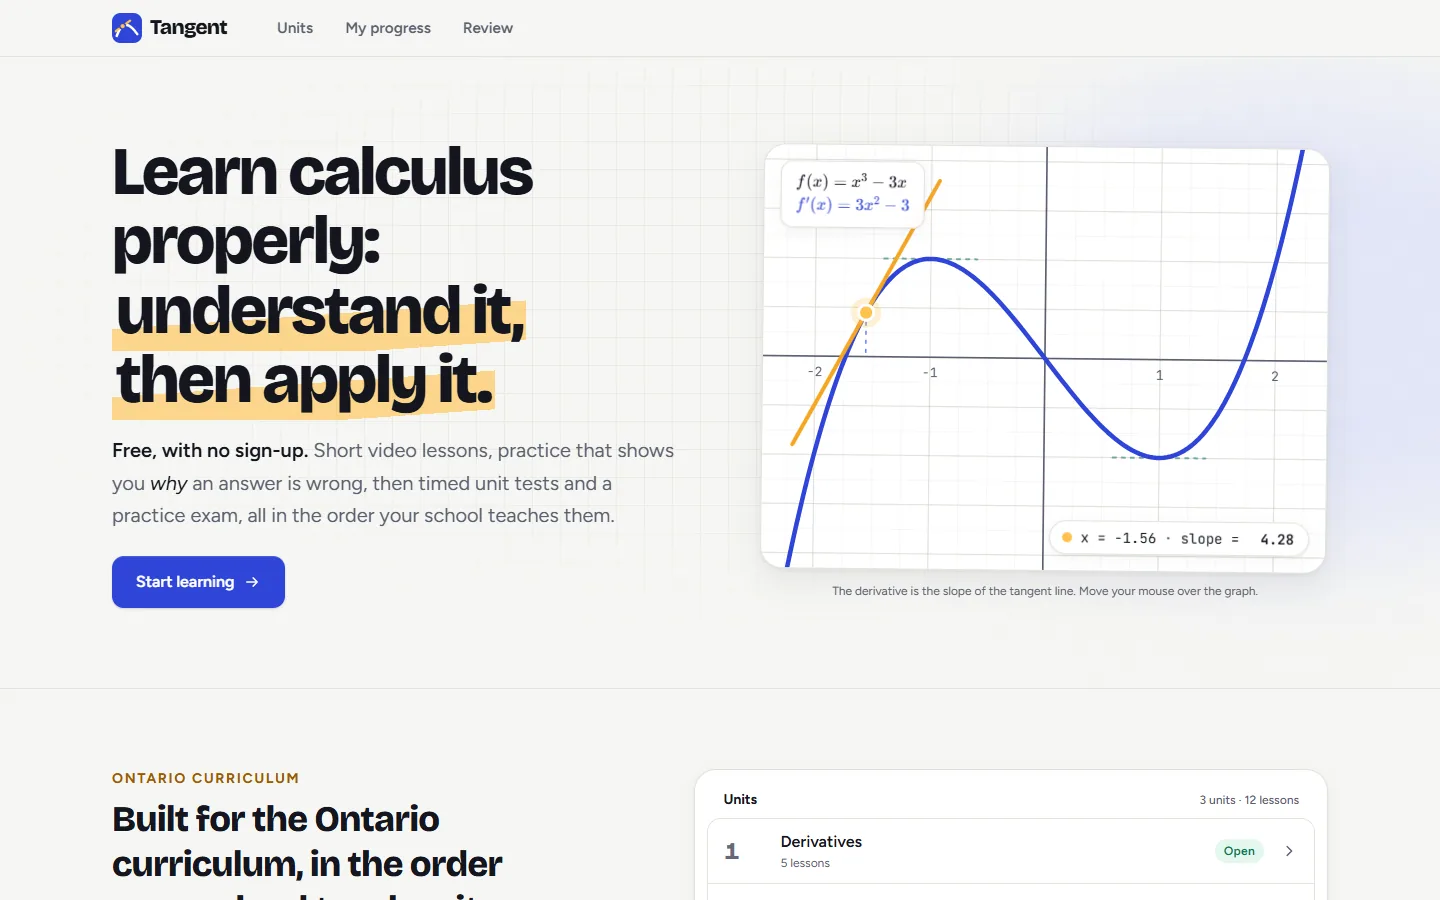 Tangent
Units
My progress
Review
Learn calculus
properly:
understand it,
then apply it.
Free, with no sign-up. Short video lessons, practice that shows
you why an answer is wrong, then timed unit tests and a
practice exam, all in the order your school teaches them.
Start learning →
f(x) = x³ − 3x
f′(x) = 3x² − 3
-2
-1
1
2
x = -1.56 · slope = 4.28
The derivative is the slope of the tangent line. Move your mouse over the graph.
ONTARIO CURRICULUM
Built for the Ontario
curriculum, in the order
Units
3 units · 12 lessons
1
Derivatives
5 lessons
Open